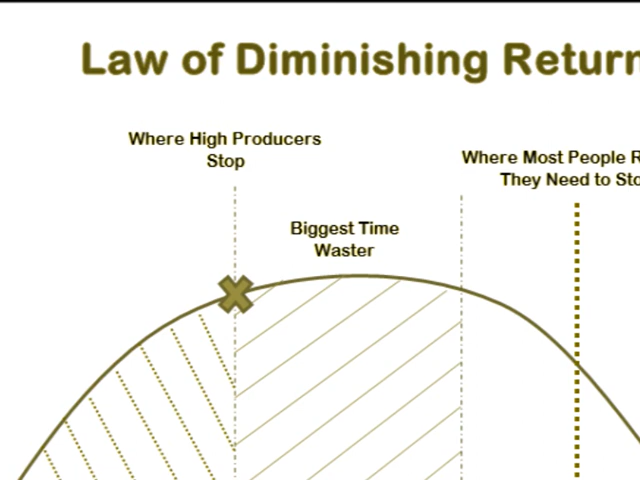 Law of Diminishing Return
Where High Producers
Stop
Where Most People R
They Need to Sto
Biggest Time
Waster